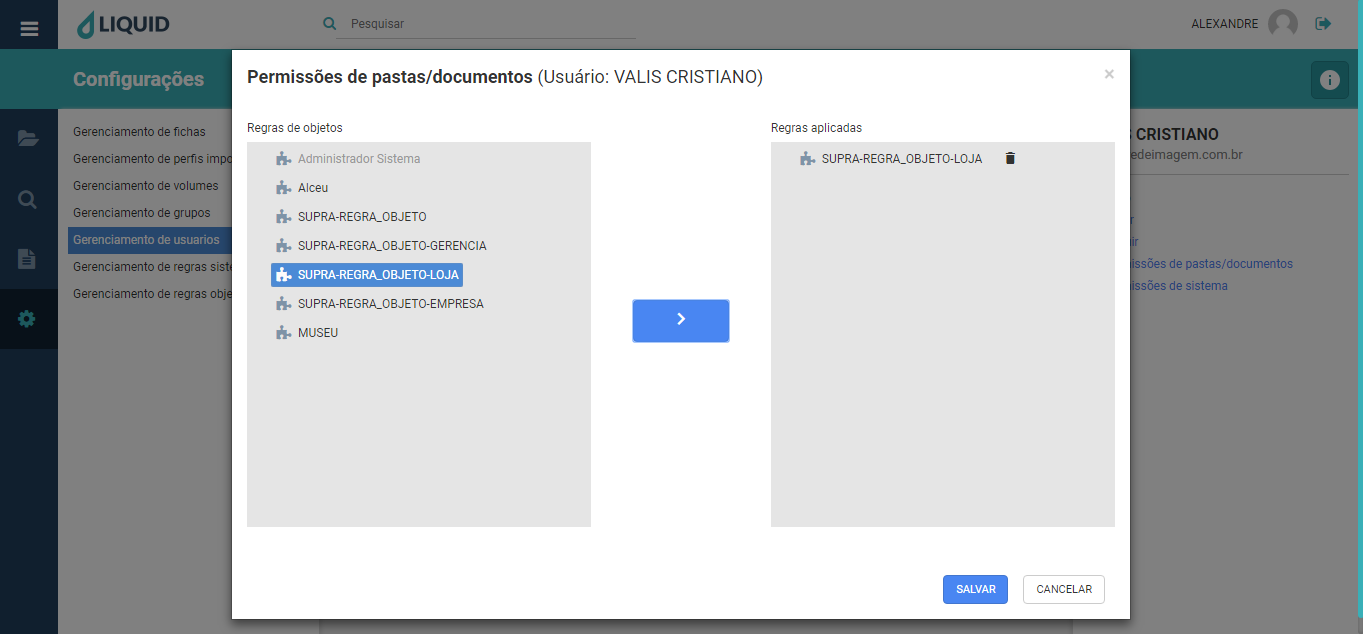 LIQUID
Pesquisar
ALEXANDRE
Configurações
Permissões de pastas/documentos (Usuário: VALIS CRISTIANO)
×
Gerenciamento de fichas
Gerenciamento de perfis impo
Gerenciamento de volumes
Gerenciamento de grupos
Gerenciamento de usuarios
Gerenciamento de regras siste
Gerenciamento de regras obje
Regras de objetos
Administrador Sistema
Alceu
SUPRA-REGRA_OBJETO
SUPRA-REGRA_OBJETO-GERENCIA
SUPRA-REGRA_OBJETO-LOJA
SUPRA-REGRA_OBJETO-EMPRESA
MUSEU
Regras aplicadas
SUPRA-REGRA_OBJETO-LOJA
SALVAR
CANCELAR
S CRISTIANO
edeimagem.com.br
r
ir
issões de pastas/documentos
issões de sistema